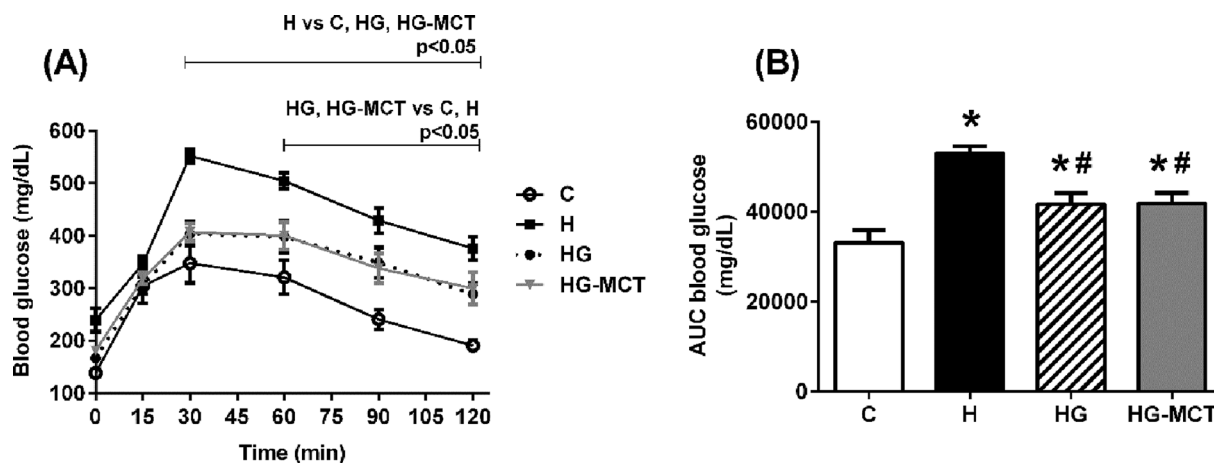 H vs C, HG, HG-MCT
p<0.05
(A)
HG, HG-MCT vs C, H
p<0.05
600
500
400
300
200
100
Blood glucose (mg/dL)
0 15 30 45 60 75 90 105 120
Time (min)
C
H
HG
HG-MCT
(B)
60000
40000
20000
0
AUC blood glucose
(mg/dL)
*
*#
*#
C H HG HG-MCT